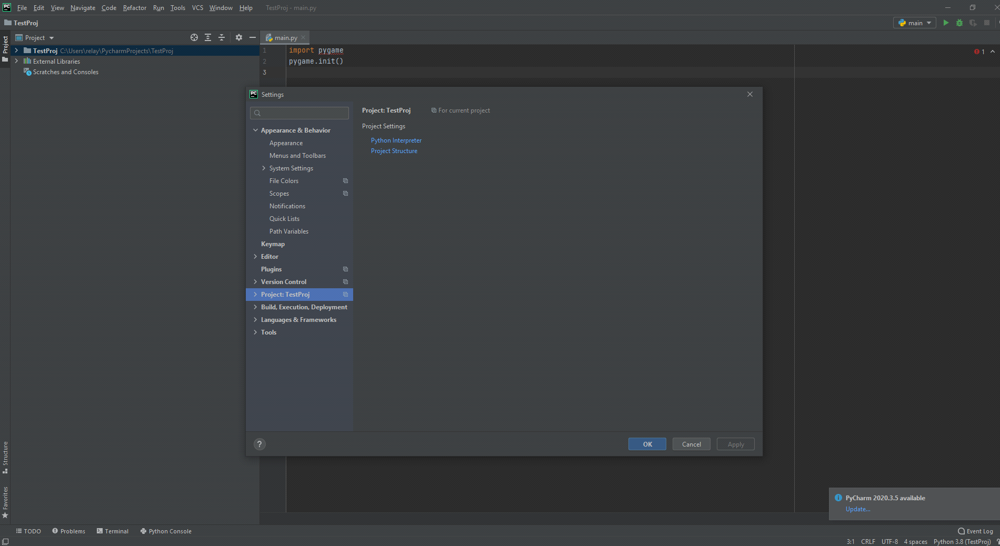 PC File Edit View Navigate Code Refactor Run Tools VCS Window Help TestProj - main.py
TestProj
main
Project
Project
main.py
TestProj C:\Users\relay\PycharmProjects\TestProj
External Libraries
Scratches and Consoles
1 import pygame
2 pygame.init()
3
1
PC Settings
Project: TestProj For current project
Project Settings
Python Interpreter
Project Structure
Appearance & Behavior
Appearance
Menus and Toolbars
System Settings
File Colors
Scopes
Notifications
Quick Lists
Path Variables
Keymap
Editor
Plugins
Version Control
Project: TestProj
Build, Execution, Deployment
Languages & Frameworks
Tools
?
OK Cancel Apply
Structure
Favorites
PyCharm 2020.3.5 available
Update...
TODO Problems Terminal Python Console Event Log
3:1 CRLF UTF-8 4 spaces Python 3.8 (TestProj)